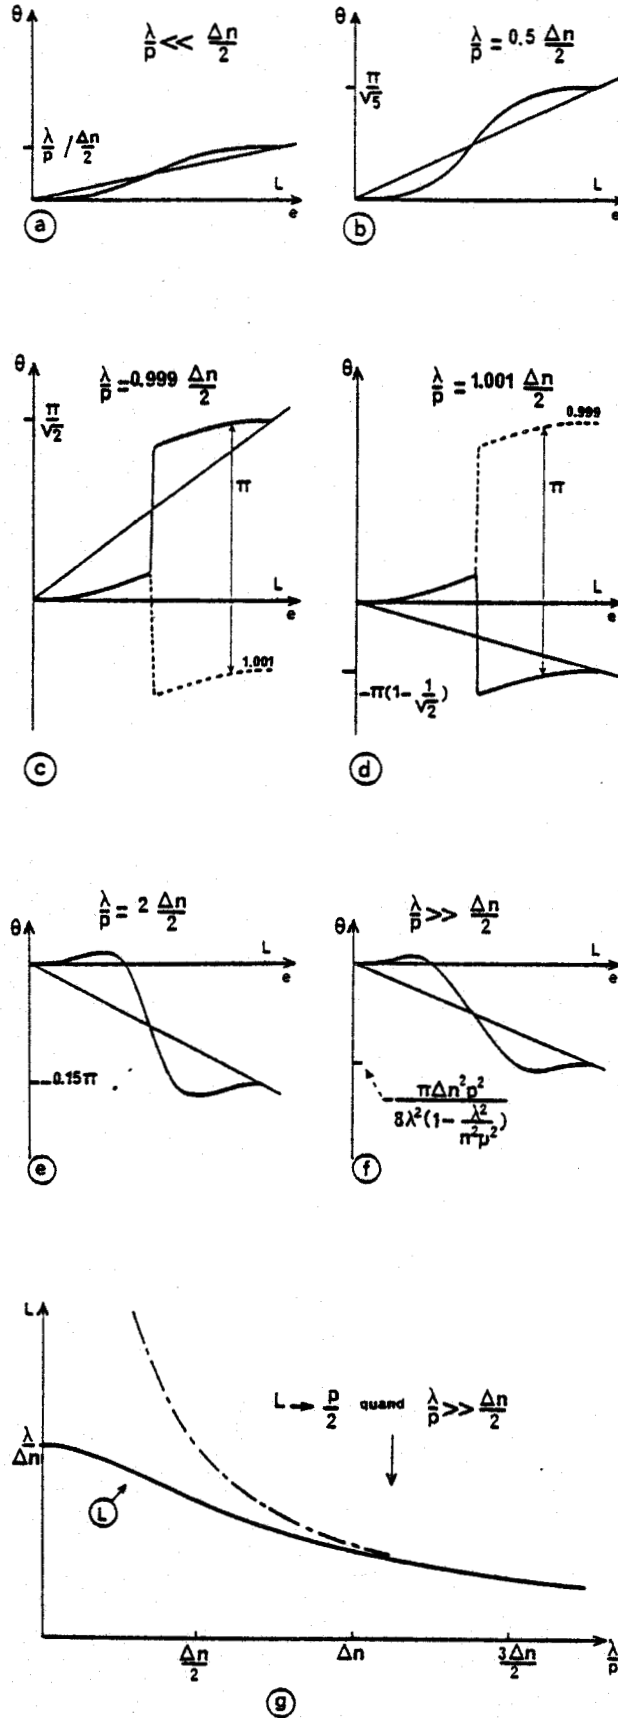 θ
λ/p << Δn/2
λ/p / Δn/2
L
e
a
θ
λ/p = 0.5 Δn/2
π/√5
L
e
b
θ
λ/p = 0.999 Δn/2
π/√2
π
L
e
1.001
c
θ
λ/p = 1.001 Δn/2
0.999
π
L
e
-π(1-1/√2)
d
θ
λ/p = 2 Δn/2
L
e
-0.15π
e
θ
λ/p >> Δn/2
L
e
-πΔn²p²/8λ²(1-λ²/n²p²)
f
L
L → p/2 quand λ/p >> Δn/2
λ/Δn
L
Δn/2
Δn
3Δn/2
λ/p
g